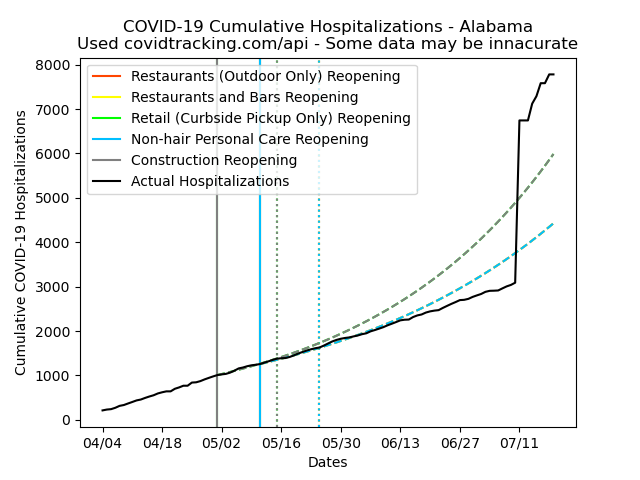 COVID-19 Cumulative Hospitalizations - Alabama
Used covidtracking.com/api - Some data may be innacurate
Cumulative COVID-19 Hospitalizations
8000
7000
6000
5000
4000
3000
2000
1000
0
Restaurants (Outdoor Only) Reopening
Restaurants and Bars Reopening
Retail (Curbside Pickup Only) Reopening
Non-hair Personal Care Reopening
Construction Reopening
Actual Hospitalizations
04/04 04/18 05/02 05/16 05/30 06/13 06/27 07/11
Dates